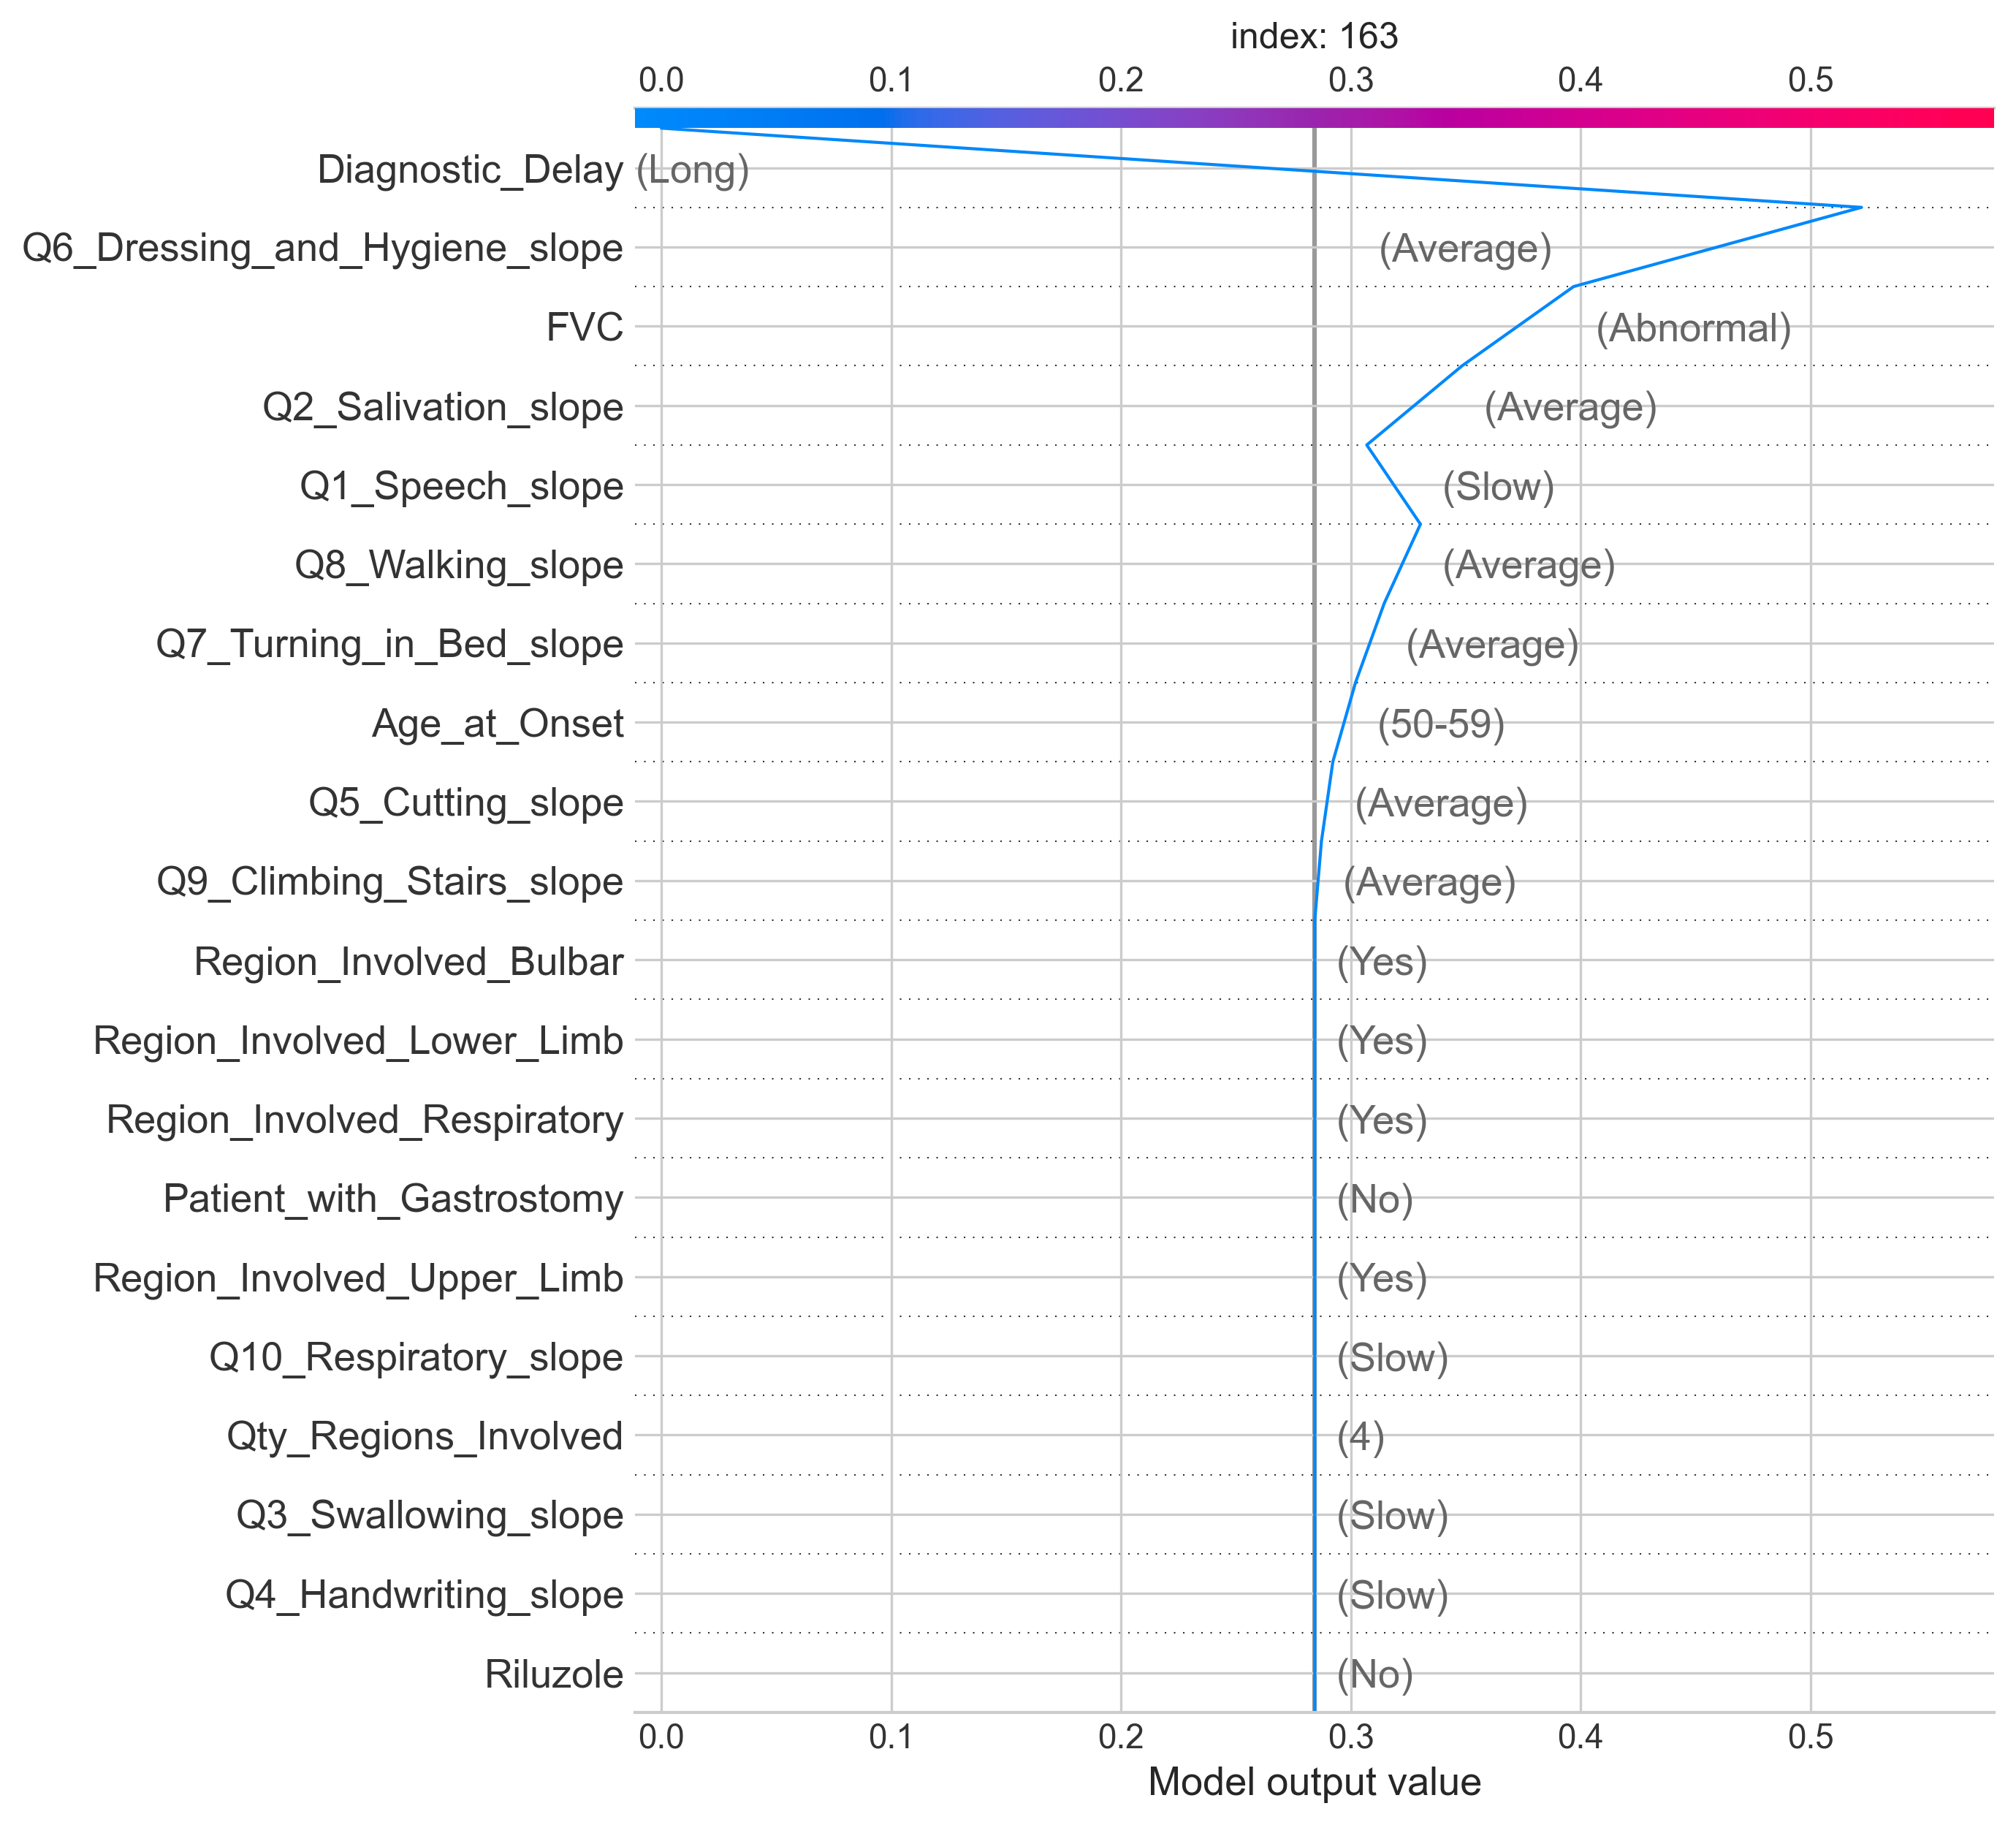 index: 163
0.0 0.1 0.2 0.3 0.4 0.5
Diagnostic_Delay (Long)
Q6_Dressing_and_Hygiene_slope (Average)
FVC (Abnormal)
Q2_Salivation_slope (Average)
Q1_Speech_slope (Slow)
Q8_Walking_slope (Average)
Q7_Turning_in_Bed_slope (Average)
Age_at_Onset (50-59)
Q5_Cutting_slope (Average)
Q9_Climbing_Stairs_slope (Average)
Region_Involved_Bulbar (Yes)
Region_Involved_Lower_Limb (Yes)
Region_Involved_Respiratory (Yes)
Patient_with_Gastrostomy (No)
Region_Involved_Upper_Limb (Yes)
Q10_Respiratory_slope (Slow)
Qty_Regions_Involved (4)
Q3_Swallowing_slope (Slow)
Q4_Handwriting_slope (Slow)
Riluzole (No)
0.0 0.1 0.2 0.3 0.4 0.5
Model output value